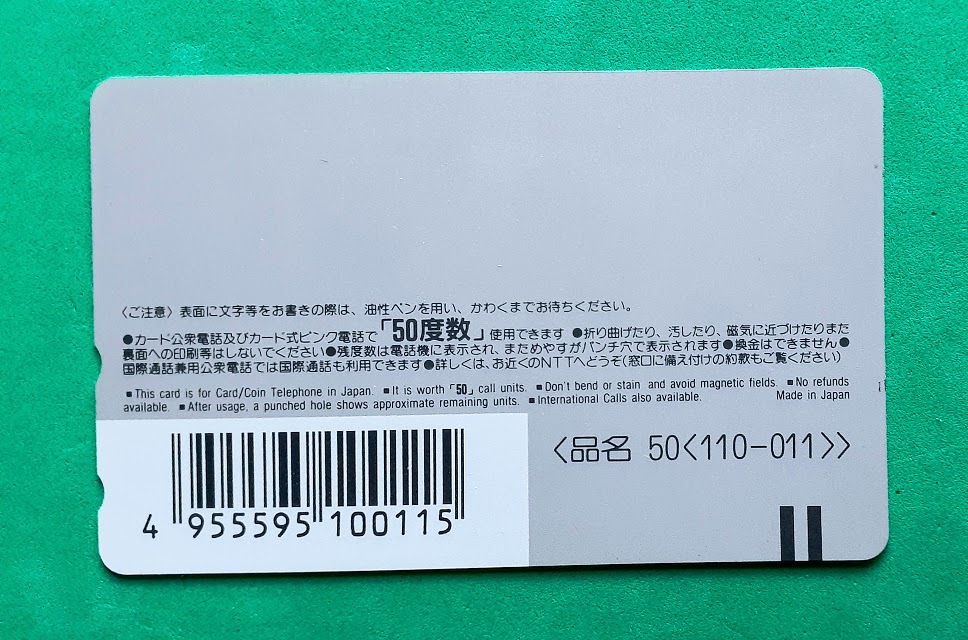 〈ご注意〉表面に文字等をお書きの際は、油性ペンを用い、かわくまでお待ちください。
●カード公衆電話及びカード式ピンク電話で「50度数」使用できます ●折り曲げたり、汚したり、磁気に近づけたりまた
裏面への印刷等はしないでください●残度数は電話機に表示され、まためやすがパンチ穴で表示されます●換金はできません●
国際通話兼用公衆電話では国際通話も利用できます●詳しくは、お近くのNTTへどうぞ(窓口に備え付けの約款もご覧ください)
■This card is for Card/Coin Telephone in Japan. ■It is worth「50」call units. ■Don't bend or stain and avoid magnetic fields. ■No refunds
available. ■After usage, a punched hole shows approximate remaining units. ■International Calls also available. Made in Japan
〈品名 50〈110-011〉〉
4 955595 100115